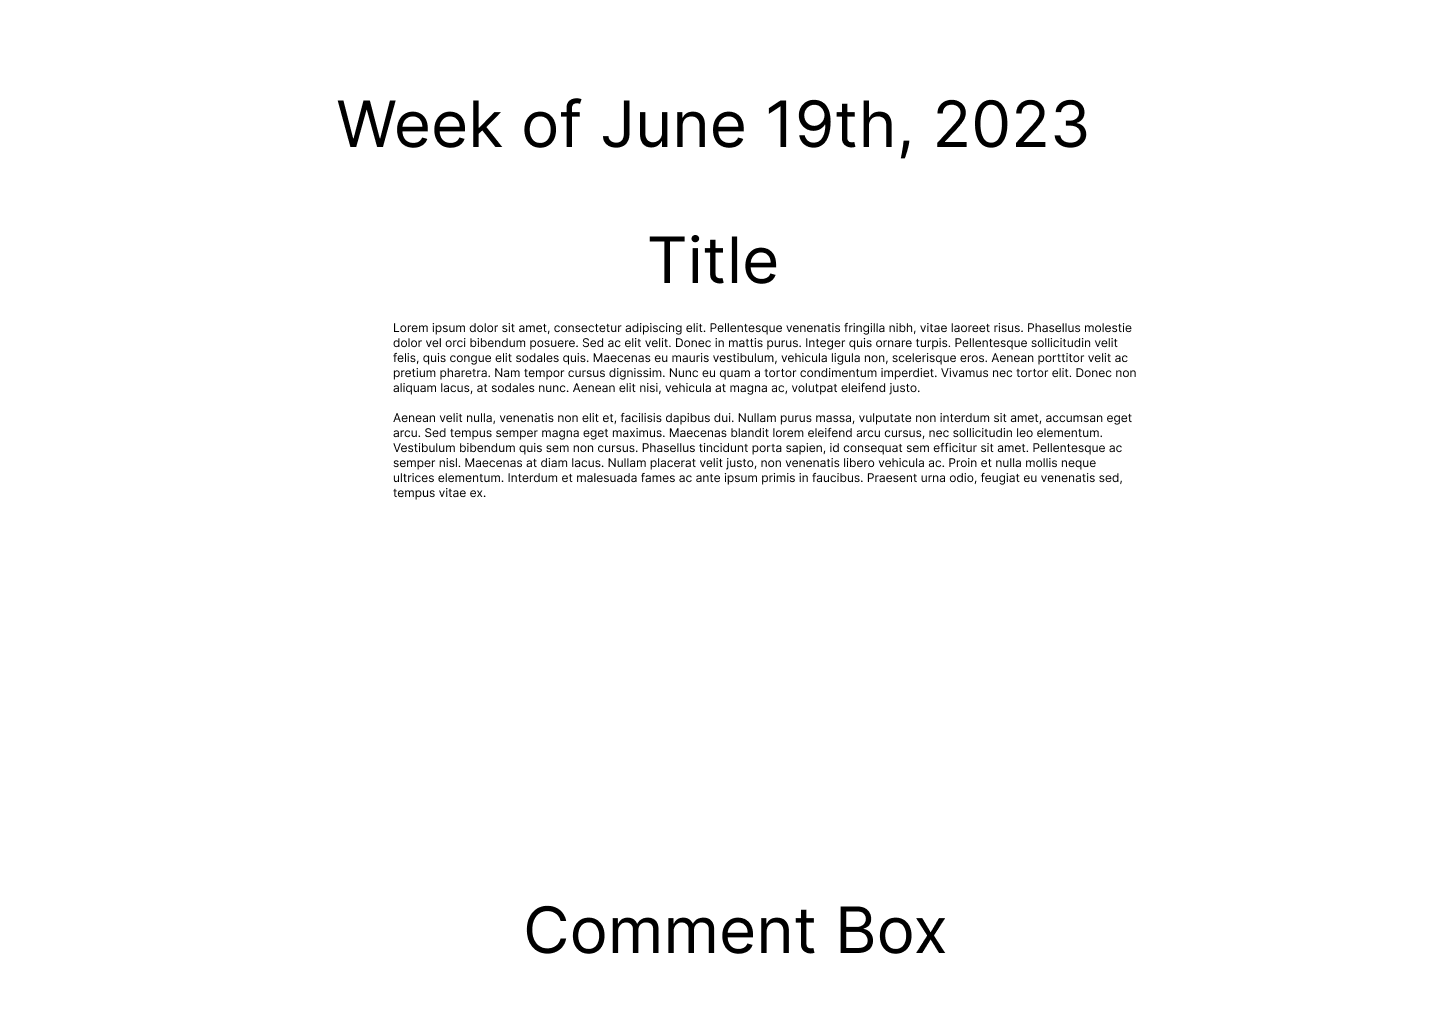 Week of June 19th, 2023
Title
Lorem ipsum dolor sit amet, consectetur adipiscing elit. Pellentesque venenatis fringilla nibh, vitae laoreet risus. Phasellus molestie
dolor vel orci bibendum posuere. Sed ac elit velit. Donec in mattis purus. Integer quis ornare turpis. Pellentesque sollicitudin velit
felis, quis congue elit sodales quis. Maecenas eu mauris vestibulum, vehicula ligula non, scelerisque eros. Aenean porttitor velit ac
pretium pharetra. Nam tempor cursus dignissim. Nunc eu quam a tortor condimentum imperdiet. Vivamus nec tortor elit. Donec non
aliquam lacus, at sodales nunc. Aenean elit nisi, vehicula at magna ac, volutpat eleifend justo.
Aenean velit nulla, venenatis non elit et, facilisis dapibus dui. Nullam purus massa, vulputate non interdum sit amet, accumsan eget
arcu. Sed tempus semper magna eget maximus. Maecenas blandit lorem eleifend arcu cursus, nec sollicitudin leo elementum.
Vestibulum bibendum quis sem non cursus. Phasellus tincidunt porta sapien, id consequat sem efficitur sit amet. Pellentesque ac
semper nisl. Maecenas at diam lacus. Nullam placerat velit justo, non venenatis libero vehicula ac. Proin et nulla mollis neque
ultrices elementum. Interdum et malesuada fames ac ante ipsum primis in faucibus. Praesent urna odio, feugiat eu venenatis sed,
tempus vitae ex.
Comment Box